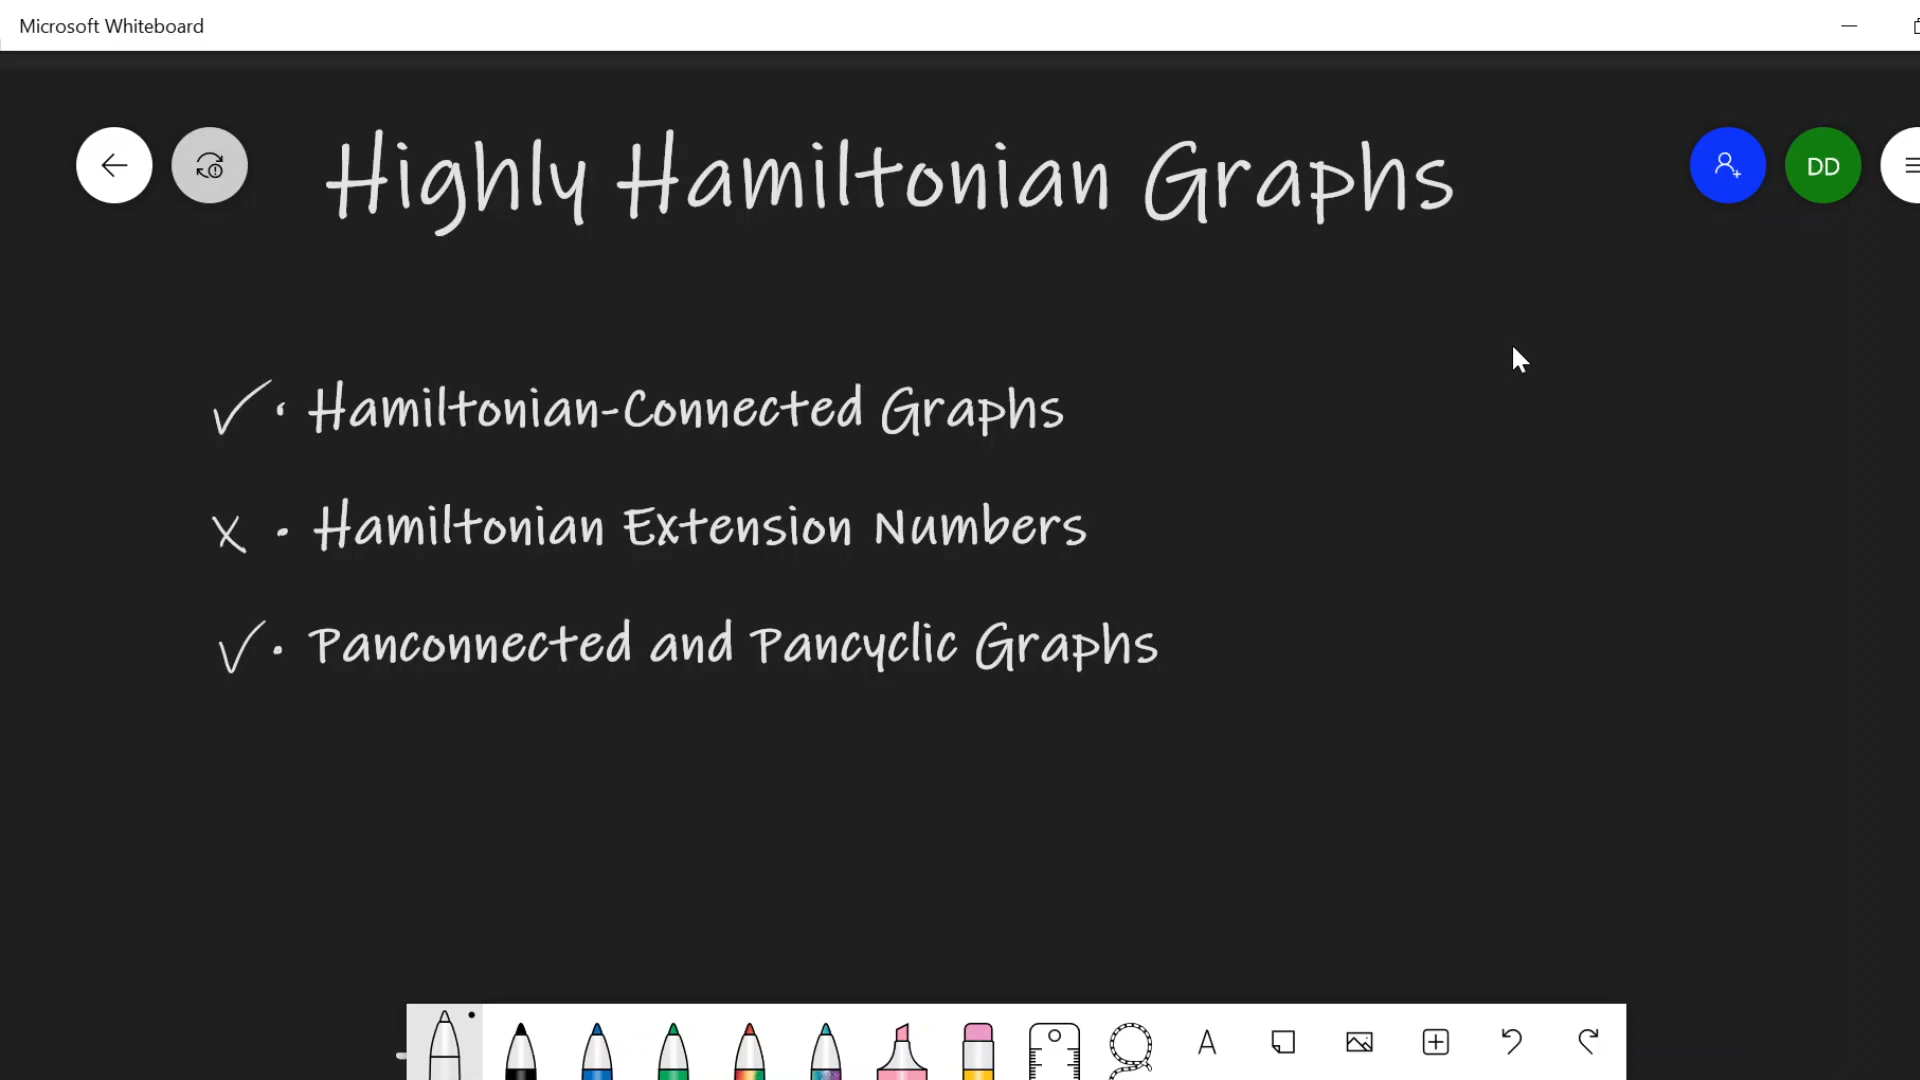 Microsoft Whiteboard
Highly Hamiltonian Graphs
DD
✓ · Hamiltonian-Connected Graphs
x · Hamiltonian Extension Numbers
✓ · Panconnected and Pancyclic Graphs
A